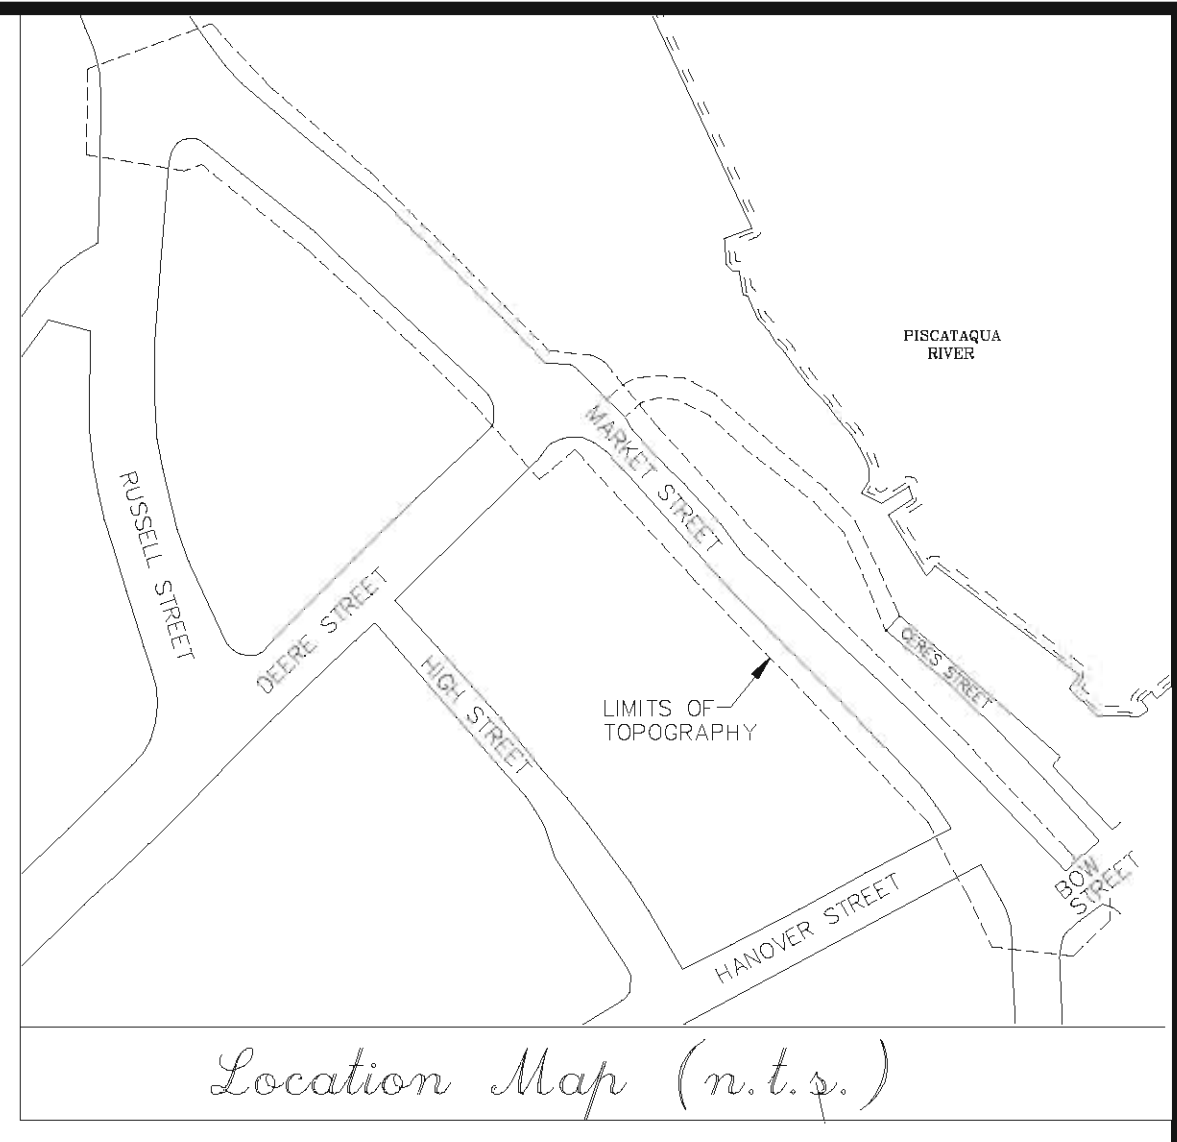 PISCATAQUA
RIVER
MARKET STREET
RUSSELL STREET
DEERE STREET
HIGH STREET
CERES STREET
LIMITS OF
TOPOGRAPHY
BOW
STREET
HANOVER STREET
Location Map (n.t.s.)